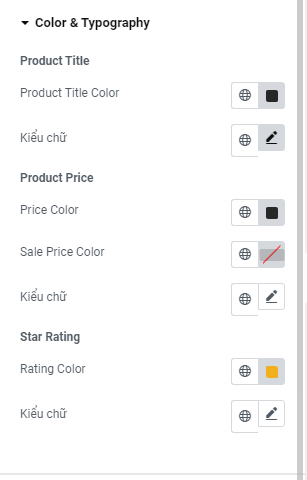 Color & Typography
Product Title
Product Title Color
Kiểu chữ
Product Price
Price Color
Sale Price Color
Kiểu chữ
Star Rating
Rating Color
Kiểu chữ